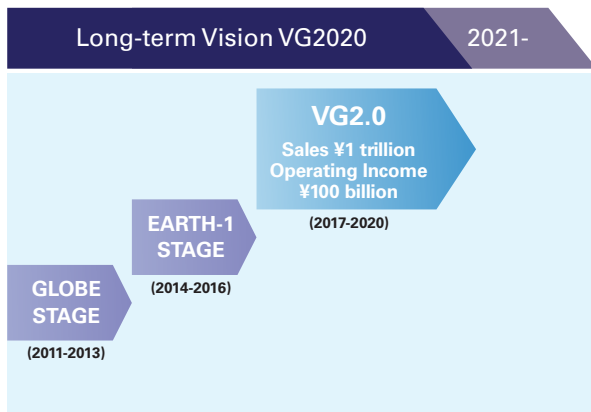 Long-term Vision VG2020
2021-
VG2.0
Sales ¥1 trillion
Operating Income
¥100 billion
(2017-2020)
EARTH-1
STAGE
(2014-2016)
GLOBE
STAGE
(2011-2013)